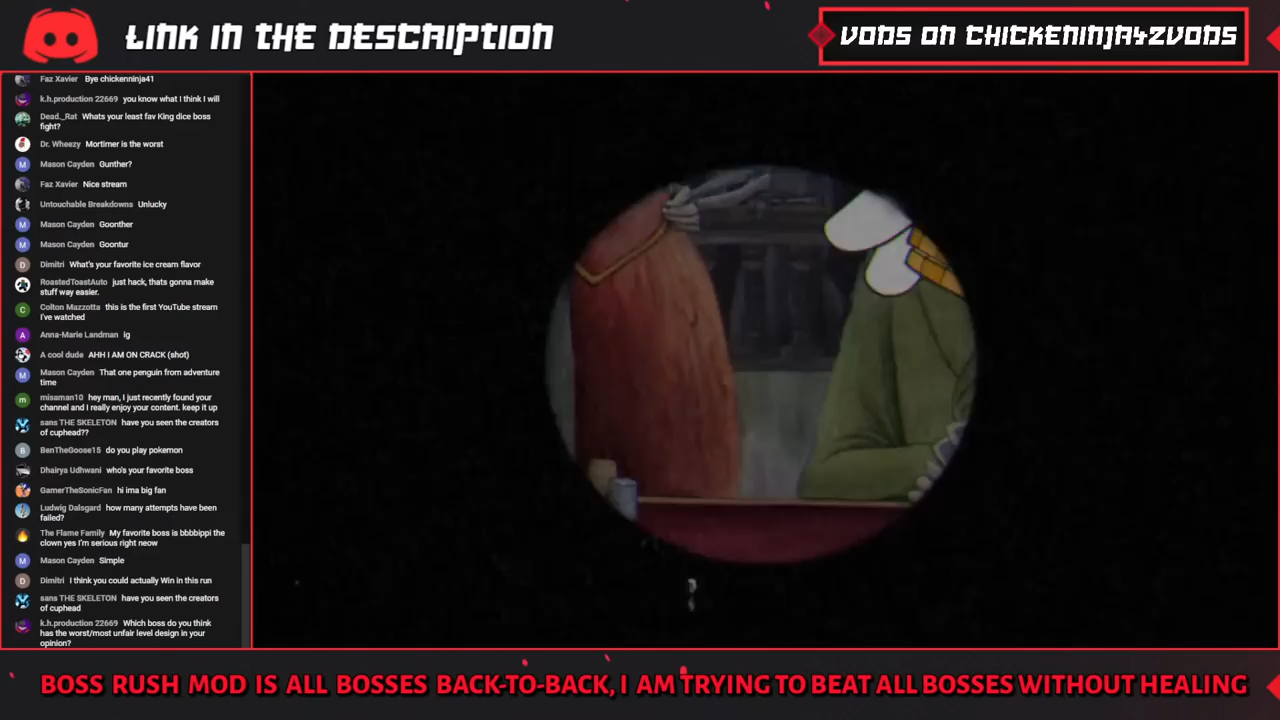 LINK IN THE DESCRIPTION
VODS ON CHICKENINJA42VODS
Faz Xavier Bye chickenninja41
k.h.production 22669 you know what I think I will
Dead._Rat Whats your least fav King dice boss
fight?
Dr. Wheezy Mortimer is the worst
Mason Cayden Gunther?
Faz Xavier Nice stream
Untouchable Breakdowns Unlucky
Mason Cayden Goonther
Mason Cayden Goontur
Dimitri What's your favorite ice cream flavor
RoastedToastAuto just hack, thats gonna make
stuff way easier.
Colton Mazzotta this is the first YouTube stream
I've watched
Anna-Marie Landman ig
A cool dude AHH I AM ON CRACK (shot)
Mason Cayden That one penguin from adventure
time
misaman10 hey man, I just recently found your
channel and I really enjoy your content. keep it up
sans THE SKELETON have you seen the creators
of cuphead??
BenTheGoose15 do you play pokemon
Dhairya Udhwani who's your favorite boss
GamerTheSonicFan hi ima big fan
Ludwig Dalsgard how many attempts have been
failed?
The Flame Family My favorite boss is bbbbippi the
clown yes I'm serious right neow
Mason Cayden Simple
Dimitri I think you could actually Win in this run
sans THE SKELETON have you seen the creators
of cuphead
k.h.production 22669 Which boss do you think
has the worst/most unfair level design in your
opinion?
BOSS RUSH MOD IS ALL BOSSES BACK-TO-BACK, I AM TRYING TO BEAT ALL BOSSES WITHOUT HEALING